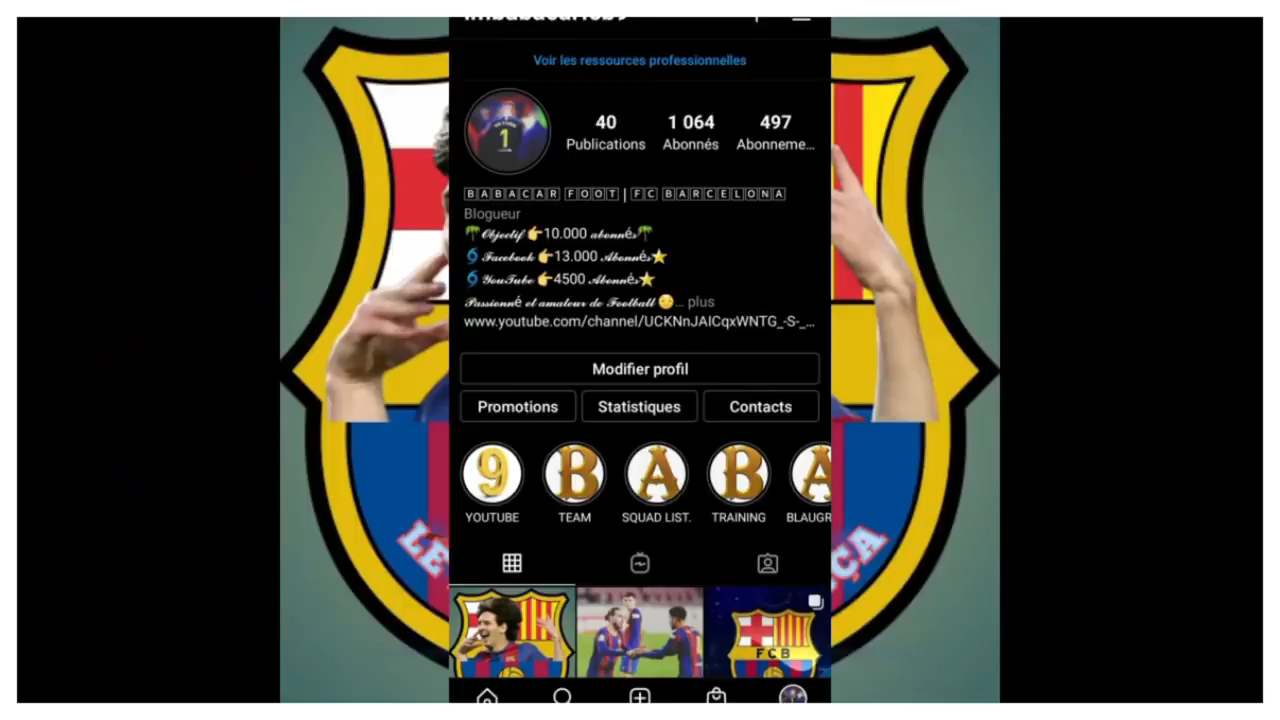 Voir les ressources professionnelles
40 1 064 497
Publications Abonnés Abonneme...
BABACAR FOOT | FC BARCELONA
Blogueur
🌴Objectif 👉10.000 abonnés🌴
🌀Facebook 👉13.000 Abonnés⭐
🌀YouTube 👉4500 Abonnés⭐
Passionné et amateur de Football 😳... plus
www.youtube.com/channel/UCKNnJAICqxWNTG_-S-_...
Modifier profil
Promotions Statistiques Contacts
9 B A B A
YOUTUBE TEAM SQUAD LIST. TRAINING BLAUGR
FCB